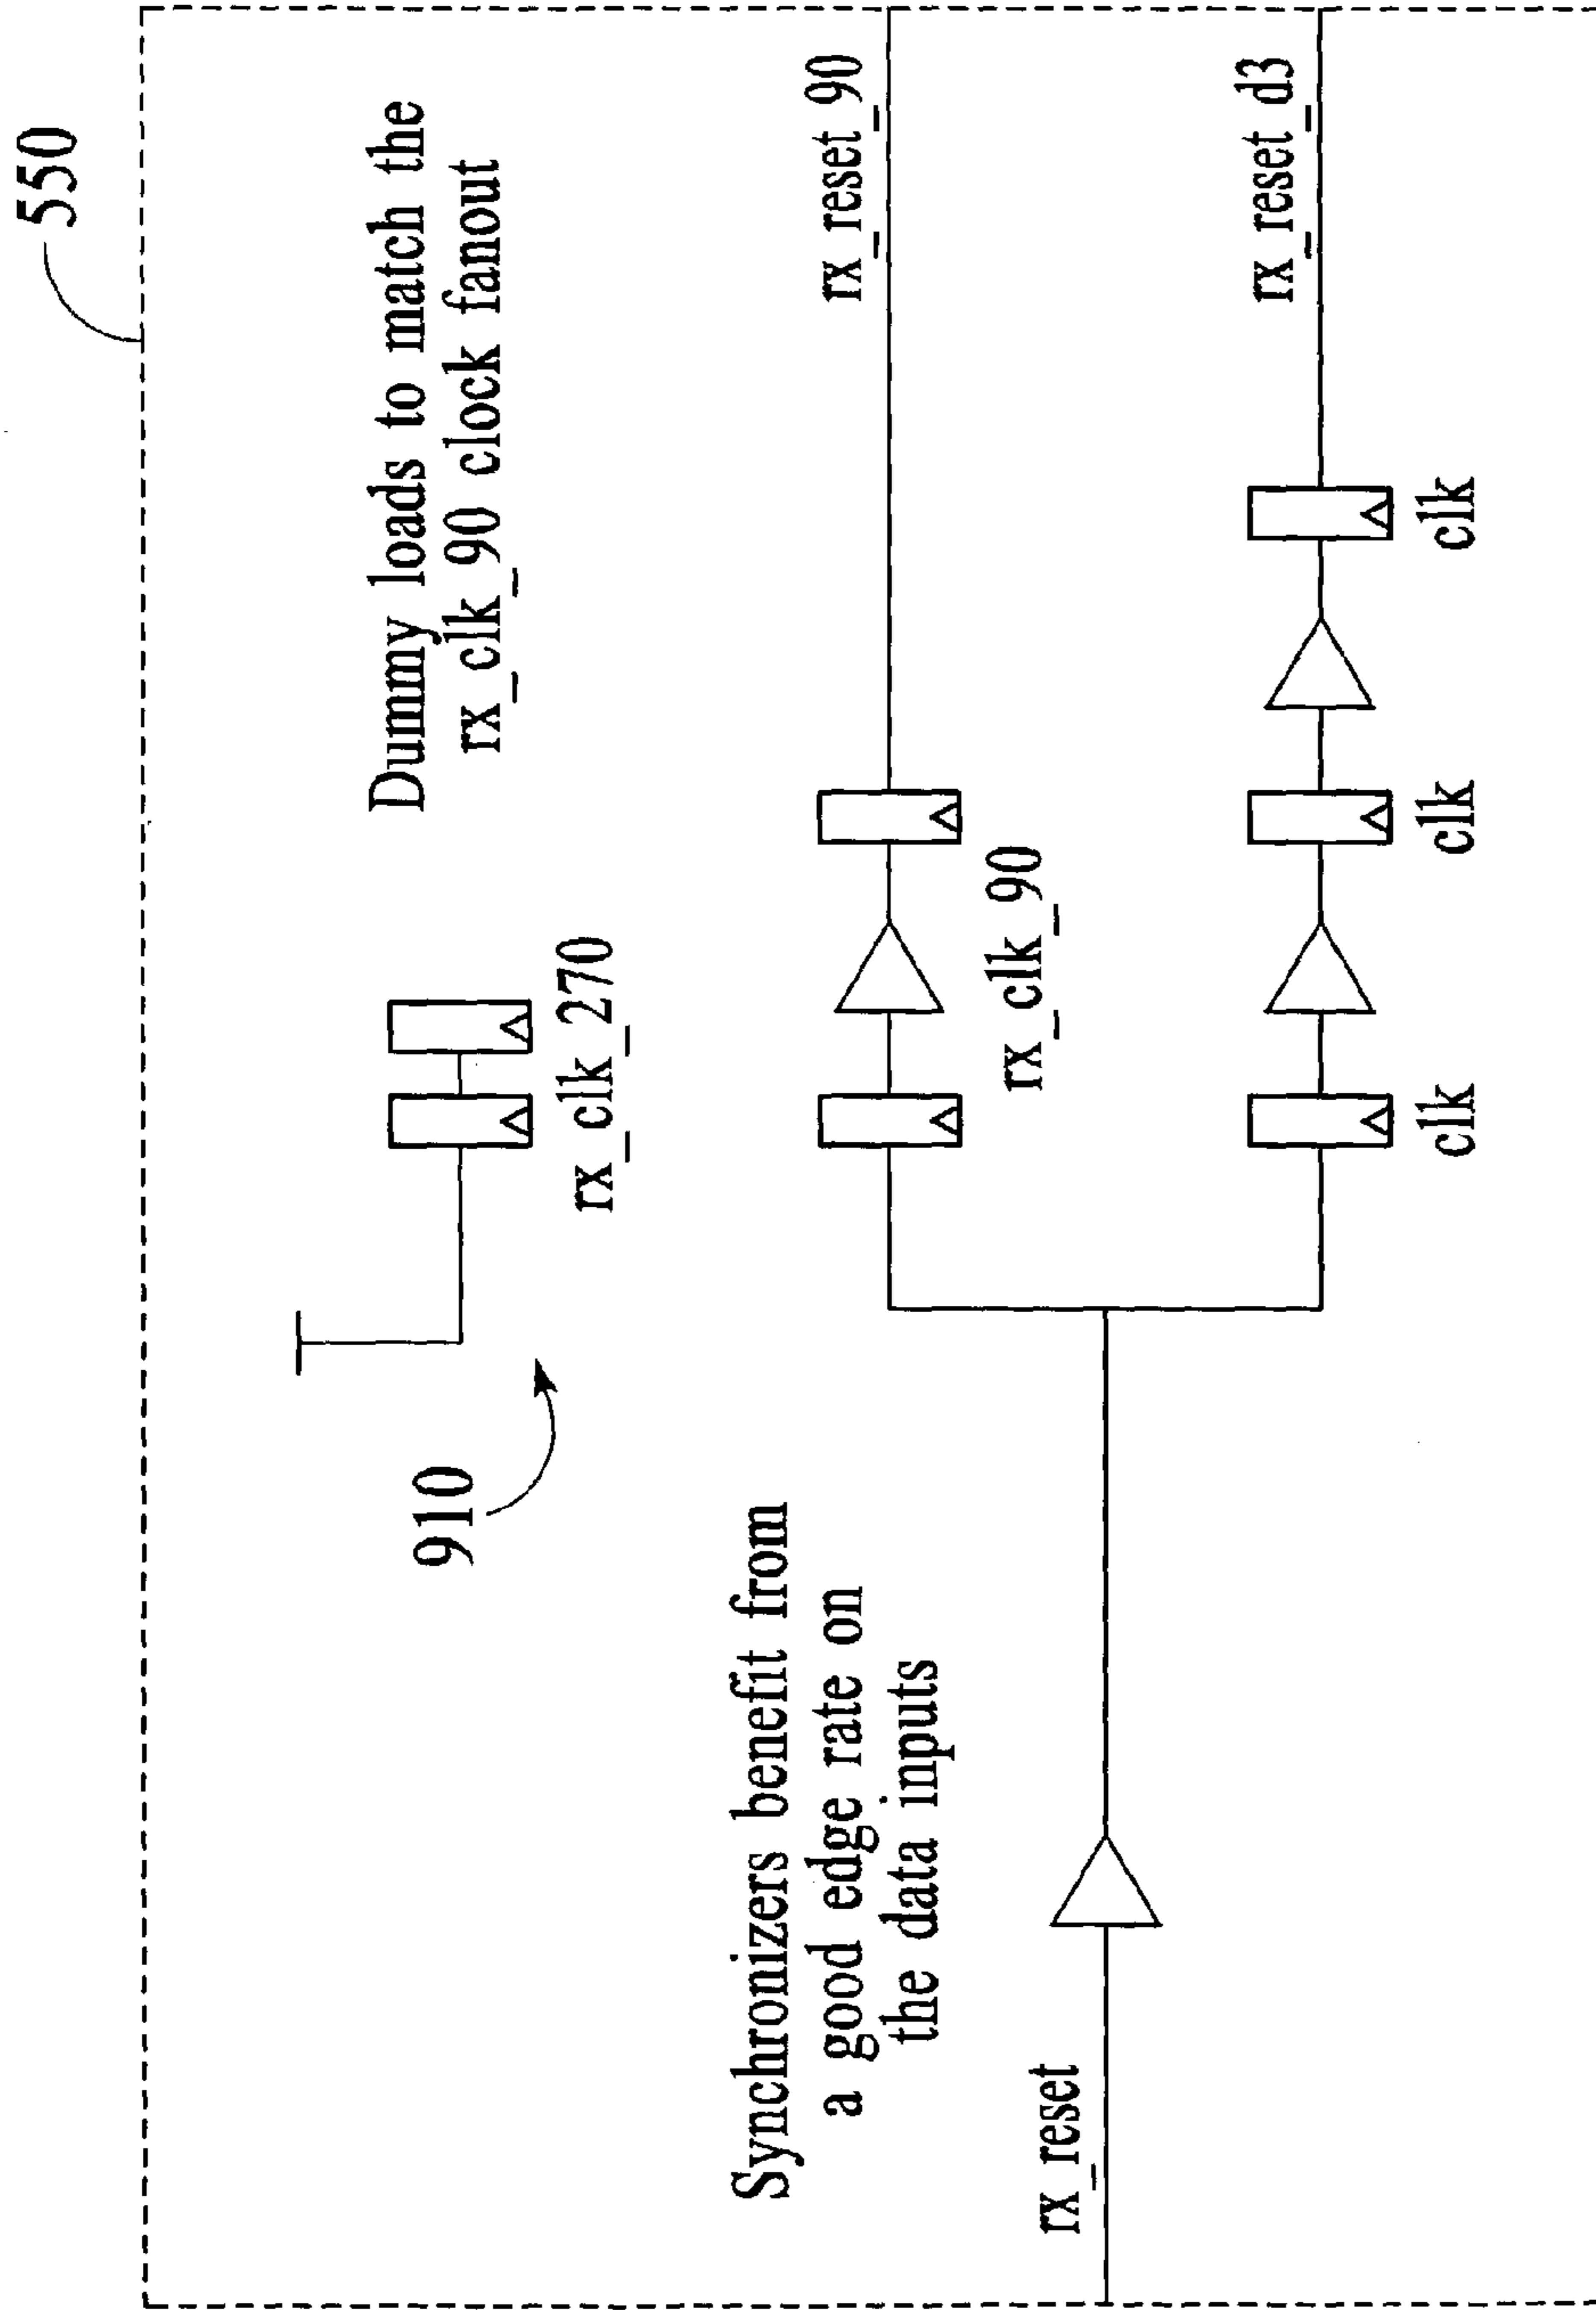 550
Dummy loads to match the
rx_clk_90 clock fanout
910
rx_clk_270
Synchronizers benefit from
a good edge rate on
the data inputs
rx_reset_90
rx_clk_90
rx_reset
rx_reset_d3
clk
clk
clk